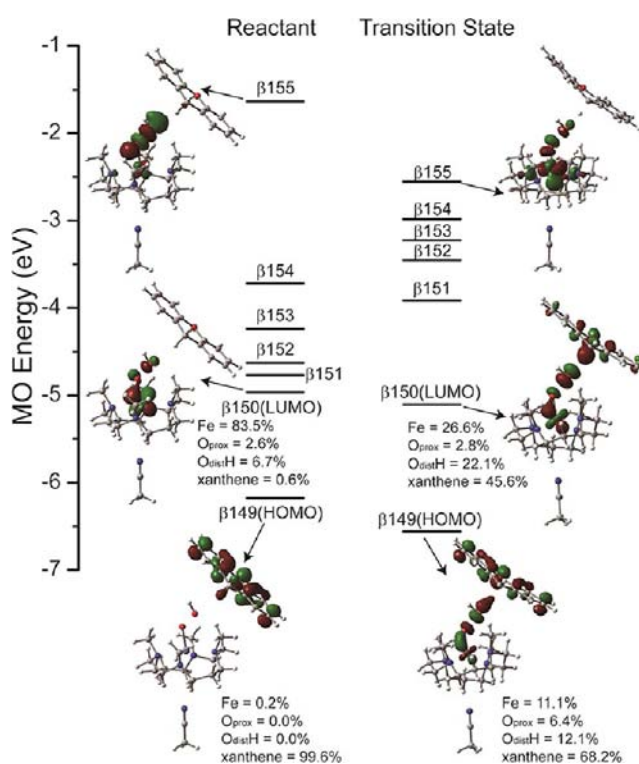 Reactant
Transition State
MO Energy (eV)
-1
-2
-3
-4
-5
-6
-7
β155
β154
β153
β152
β151
β150(LUMO)
Fe = 83.5%
Oprox = 2.6%
OdistH = 6.7%
xanthene = 0.6%
β149(HOMO)
Fe = 0.2%
Oprox = 0.0%
OdistH = 0.0%
xanthene = 99.6%
β155
β154
β153
β152
β151
β150(LUMO)
Fe = 26.6%
Oprox = 2.8%
OdistH = 22.1%
xanthene = 45.6%
β149(HOMO)
Fe = 11.1%
Oprox = 6.4%
OdistH = 12.1%
xanthene = 68.2%